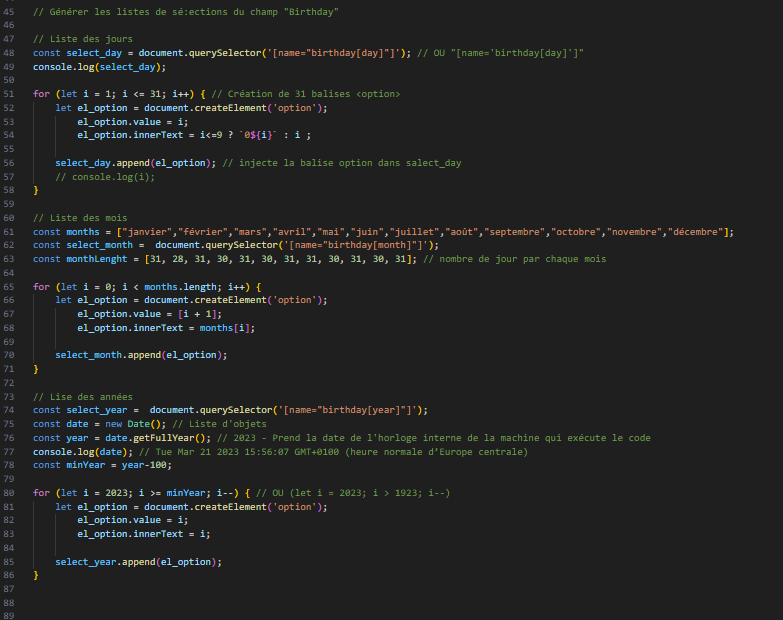 45 // Générer les listes de sé:ections du champ "Birthday"
46
47 // Liste des jours
48 const select_day = document.querySelector('[name="birthday[day]"]'); // OU "[name='birthday[day]']"
49 console.log(select_day);
50
51 for (let i = 1; i <= 31; i++) { // Création de 31 balises <option>
52 let el_option = document.createElement('option');
53 el_option.value = i;
54 el_option.innerText = i<=9 ? `0${i}` : i ;
55
56 select_day.append(el_option); // injecte la balise option dans salect_day
57 // console.log(i);
58 }
59
60 // Liste des mois
61 const months = ["janvier","février","mars","avril","mai","juin","juillet","août","septembre","octobre","novembre","décembre"];
62 const select_month = document.querySelector('[name="birthday[month]"]');
63 const monthLenght = [31, 28, 31, 30, 31, 30, 31, 31, 30, 31, 30, 31]; // nombre de jour par chaque mois
64
65 for (let i = 0; i < months.length; i++) {
66 let el_option = document.createElement('option');
67 el_option.value = [i + 1];
68 el_option.innerText = months[i];
69
70 select_month.append(el_option);
71 }
72
73 // Lise des années
74 const select_year = document.querySelector('[name="birthday[year]"]');
75 const date = new Date(); // Liste d'objets
76 const year = date.getFullYear(); // 2023 - Prend la date de l'horloge interne de la machine qui exécute le code
77 console.log(date); // Tue Mar 21 2023 15:56:07 GMT+0100 (heure normale d’Europe centrale)
78 const minYear = year-100;
79
80 for (let i = 2023; i >= minYear; i--) { // OU (let i = 2023; i > 1923; i--)
81 let el_option = document.createElement('option');
82 el_option.value = i;
83 el_option.innerText = i;
84
85 select_year.append(el_option);
86 }
87
88
89